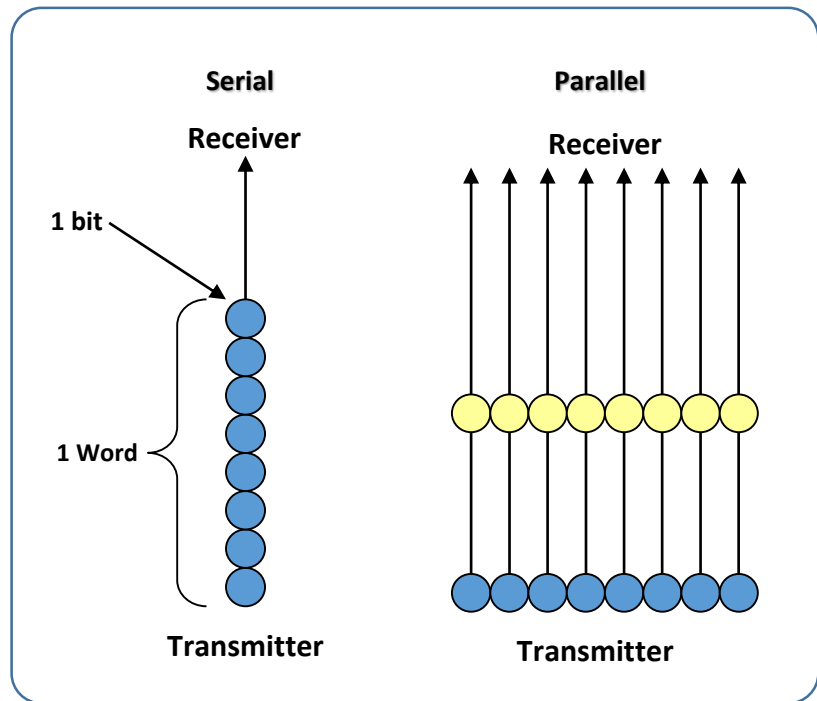 Serial
Parallel
Receiver
Receiver
1 bit
1 Word
Transmitter
Transmitter